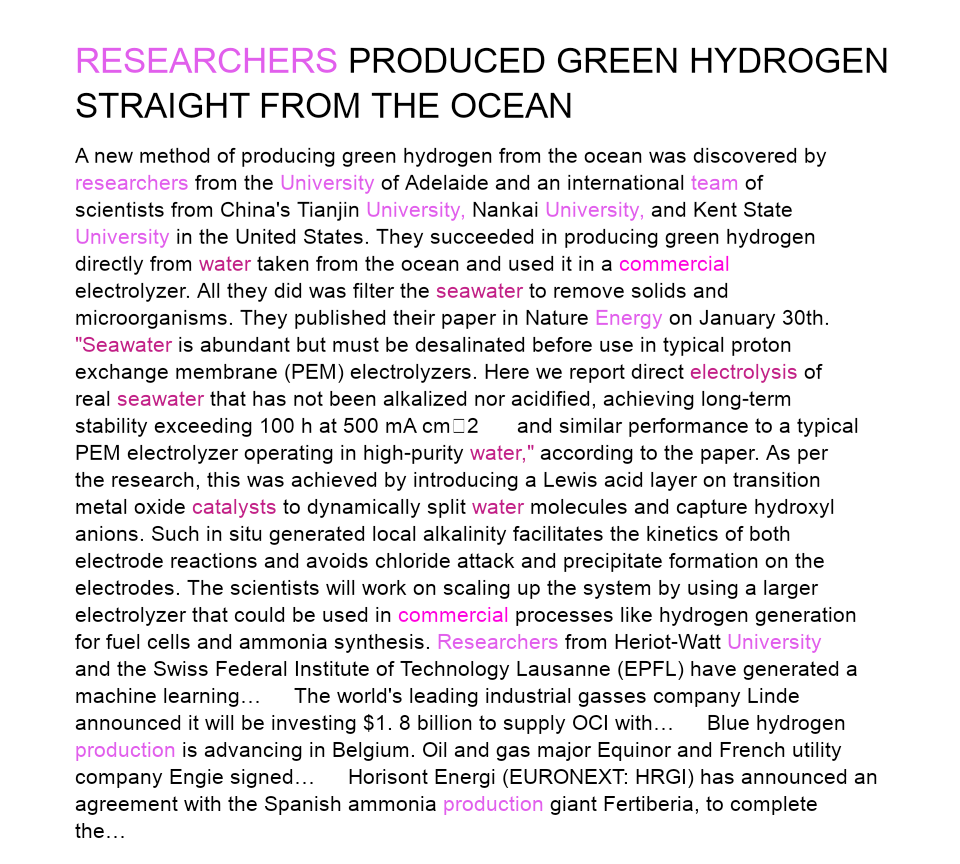 RESEARCHERS PRODUCED GREEN HYDROGEN
STRAIGHT FROM THE OCEAN
A new method of producing green hydrogen from the ocean was discovered by
researchers from the University of Adelaide and an international team of
scientists from China's Tianjin University, Nankai University, and Kent State
University in the United States. They succeeded in producing green hydrogen
directly from water taken from the ocean and used it in a commercial
electrolyzer. All they did was filter the seawater to remove solids and
microorganisms. They published their paper in Nature Energy on January 30th.
"Seawater is abundant but must be desalinated before use in typical proton
exchange membrane (PEM) electrolyzers. Here we report direct electrolysis of
real seawater that has not been alkalized nor acidified, achieving long-term
stability exceeding 100 h at 500 mA cm□2 and similar performance to a typical
PEM electrolyzer operating in high-purity water," according to the paper. As per
the research, this was achieved by introducing a Lewis acid layer on transition
metal oxide catalysts to dynamically split water molecules and capture hydroxyl
anions. Such in situ generated local alkalinity facilitates the kinetics of both
electrode reactions and avoids chloride attack and precipitate formation on the
electrodes. The scientists will work on scaling up the system by using a larger
electrolyzer that could be used in commercial processes like hydrogen generation
for fuel cells and ammonia synthesis. Researchers from Heriot-Watt University
and the Swiss Federal Institute of Technology Lausanne (EPFL) have generated a
machine learning… The world's leading industrial gasses company Linde
announced it will be investing $1. 8 billion to supply OCI with… Blue hydrogen
production is advancing in Belgium. Oil and gas major Equinor and French utility
company Engie signed… Horisont Energi (EURONEXT: HRGI) has announced an
agreement with the Spanish ammonia production giant Fertiberia, to complete
the…